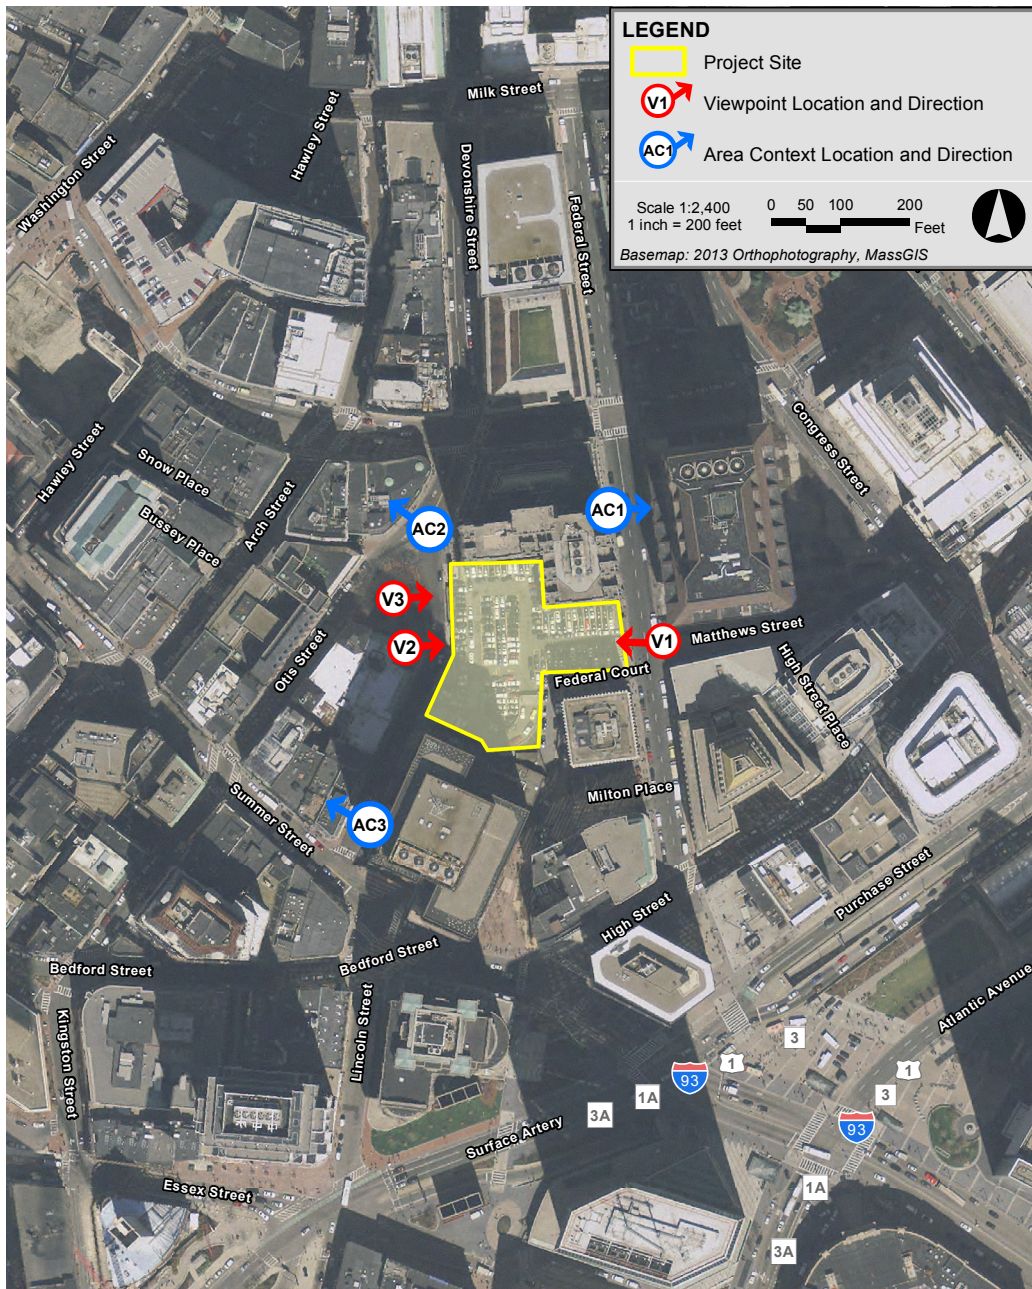 LEGEND
Project Site
V1 Viewpoint Location and Direction
AC1 Area Context Location and Direction
Scale 1:2,400
1 inch = 200 feet
0 50 100 200
Feet
Basemap: 2013 Orthophotography, MassGIS
Milk Street
Hawley Street
Washington Street
Devonshire Street
Federal Street
Congress Street
Hawley Street
Snow Place
Bussey Place
Arch Street
AC1
AC2
V3
V2
V1
Matthews Street
Otis Street
Federal Court
High Street Place
Milton Place
Summer Street
AC3
Purchase Street
High Street
Bedford Street
Bedford Street
Atlantic Avenue
Kingston Street
Lincoln Street
3
1
93
1
3
1A
3A
93
Surface Artery
Essex Street
1A
3A